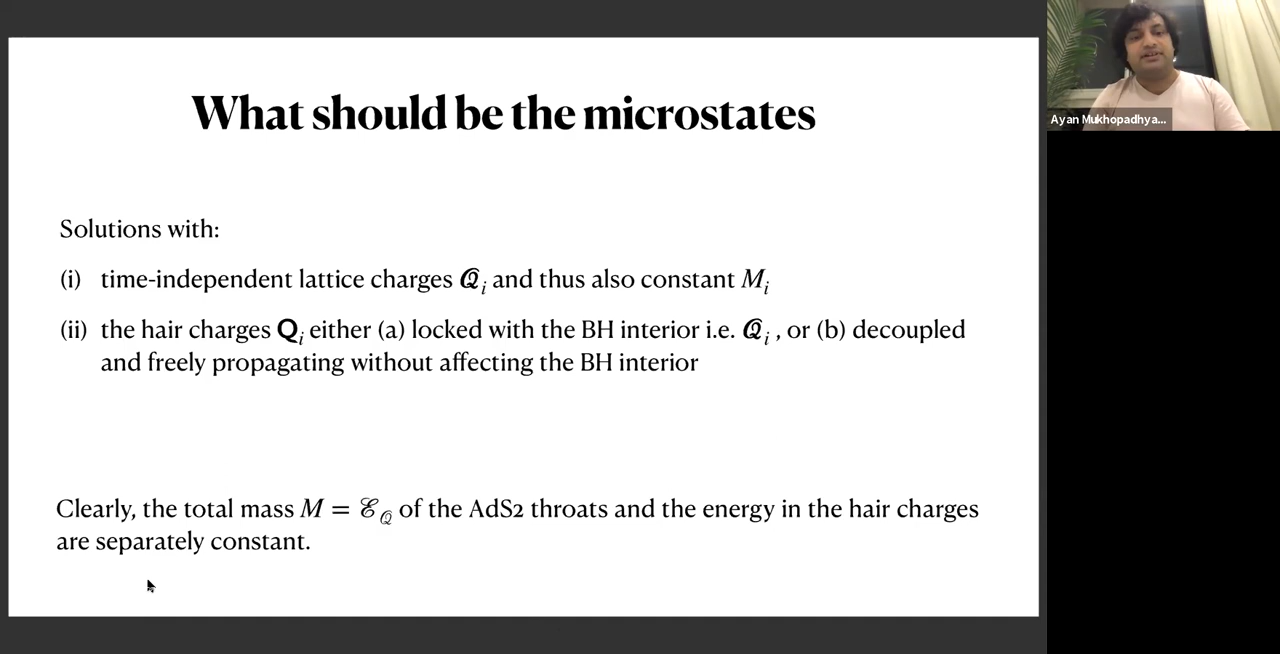 What should be the microstates
Ayan Mukhopadhya...
Solutions with:
(i) time-independent lattice charges 𝓠ᵢ and thus also constant Mᵢ
(ii) the hair charges 𝗤ᵢ either (a) locked with the BH interior i.e. 𝓠ᵢ , or (b) decoupled
and freely propagating without affecting the BH interior
Clearly, the total mass M = ℰ_𝒬 of the AdS2 throats and the energy in the hair charges
are separately constant.